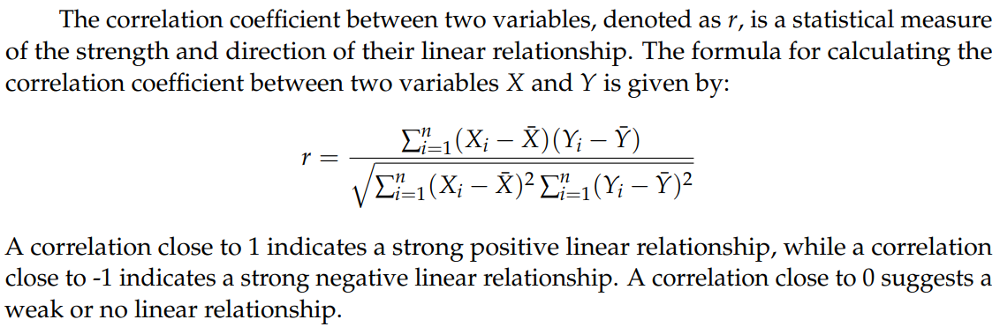 The correlation coefficient between two variables, denoted as r, is a statistical measure
of the strength and direction of their linear relationship. The formula for calculating the
correlation coefficient between two variables X and Y is given by:
r = \frac{\sum_{i=1}^{n}(X_i - \bar{X})(Y_i - \bar{Y})}{\sqrt{\sum_{i=1}^{n}(X_i - \bar{X})^2 \sum_{i=1}^{n}(Y_i - \bar{Y})^2}}
A correlation close to 1 indicates a strong positive linear relationship, while a correlation
close to -1 indicates a strong negative linear relationship. A correlation close to 0 suggests a
weak or no linear relationship.